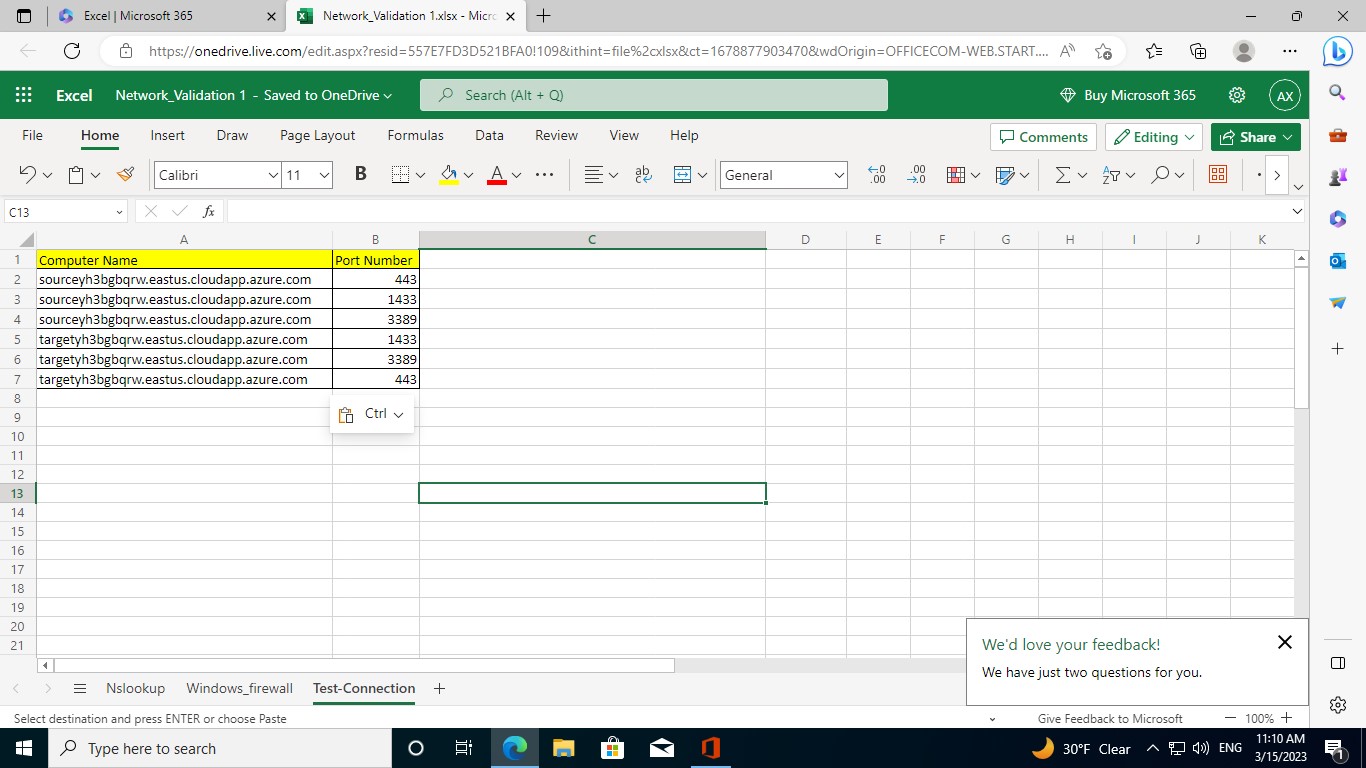 Excel | Microsoft 365
Network_Validation 1.xlsx - Micr
https://onedrive.live.com/edit.aspx?resid=557E7FD3D521BFA0!109&ithint=file%2cxlsx&ct=1678877903470&wdOrigin=OFFICECOM-WEB.START....
Excel Network_Validation 1 - Saved to OneDrive
Search (Alt + Q)
Buy Microsoft 365
AX
File Home Insert Draw Page Layout Formulas Data Review View Help
Comments Editing Share
Calibri 11 B A ab General
C13 fx
A B C D E F G H I J K
1 Computer Name Port Number
2 sourceyh3bgbqrw.eastus.cloudapp.azure.com 443
3 sourceyh3bgbqrw.eastus.cloudapp.azure.com 1433
4 sourceyh3bgbqrw.eastus.cloudapp.azure.com 3389
5 targetyh3bgbqrw.eastus.cloudapp.azure.com 1433
6 targetyh3bgbqrw.eastus.cloudapp.azure.com 3389
7 targetyh3bgbqrw.eastus.cloudapp.azure.com 443
8
Ctrl
9
10
11
12
13
14
15
16
17
18
19
20
21
We'd love your feedback!
We have just two questions for you.
Nslookup Windows_firewall Test-Connection
Select destination and press ENTER or choose Paste
Give Feedback to Microsoft
100%
Type here to search
30°F Clear
ENG
11:10 AM
3/15/2023
1